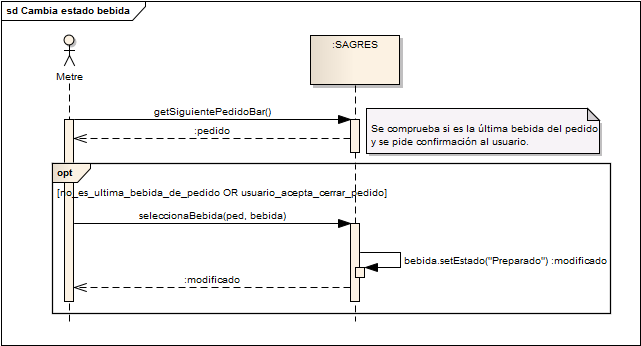 sd Cambia estado bebida
:SAGRES
Metre
getSiguientePedidoBar()
:pedido
Se comprueba si es la última bebida del pedido
y se pide confirmación al usuario.
opt
[no_es_ultima_bebida_de_pedido OR usuario_acepta_cerrar_pedido]
seleccionaBebida(ped, bebida)
bebida.setEstado("Preparado") :modificado
:modificado